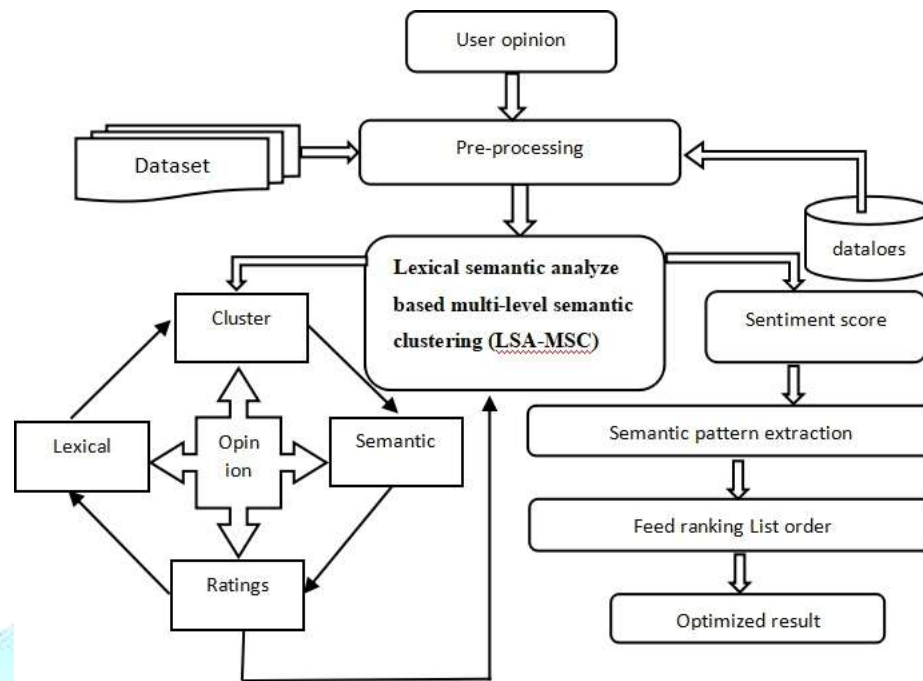 User opinion
Pre-processing
Dataset
datalogs
Lexical semantic analyze
based multi-level semantic
clustering (LSA-MSC)
Cluster
Sentiment score
Lexical
Opin
ion
Semantic
Semantic pattern extraction
Feed ranking List order
Ratings
Optimized result